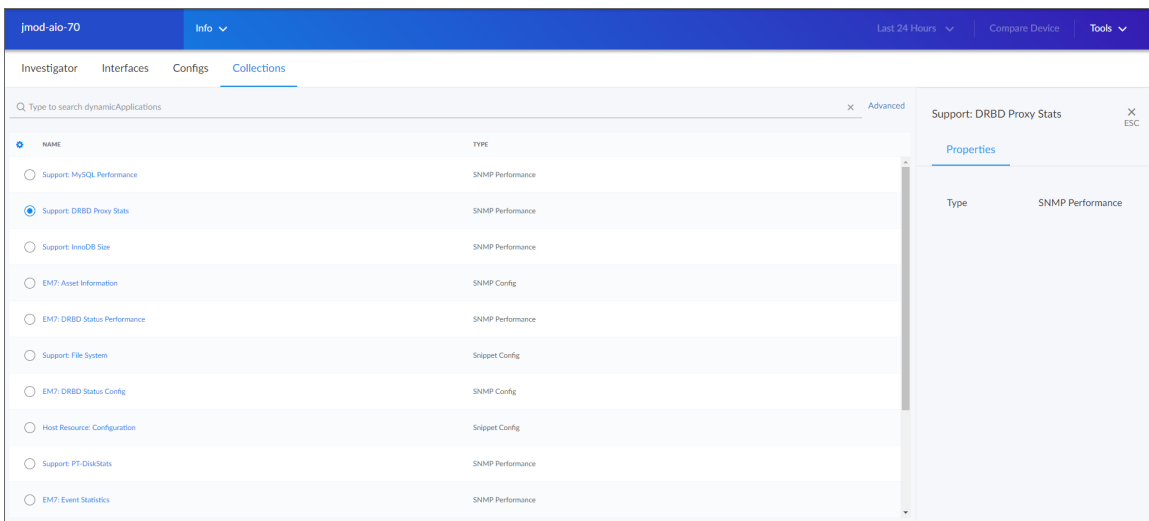 jmod-aio-70 Info Last 24 Hours Compare Device Tools
Investigator Interfaces Configs Collections
Type to search dynamicApplications Advanced
NAME TYPE
Support: MySQL Performance SNMP Performance
Support: DRBD Proxy Stats SNMP Performance
Support: InnoDB Size SNMP Performance
EM7: Asset Information SNMP Config
EM7: DRBD Status Performance SNMP Performance
Support: File System Snippet Config
EM7: DRBD Status Config SNMP Config
Host Resource: Configuration Snippet Config
Support: PT-DiskStats SNMP Performance
EM7: Event Statistics SNMP Performance
Support: DRBD Proxy Stats
ESC
Properties
Type SNMP Performance